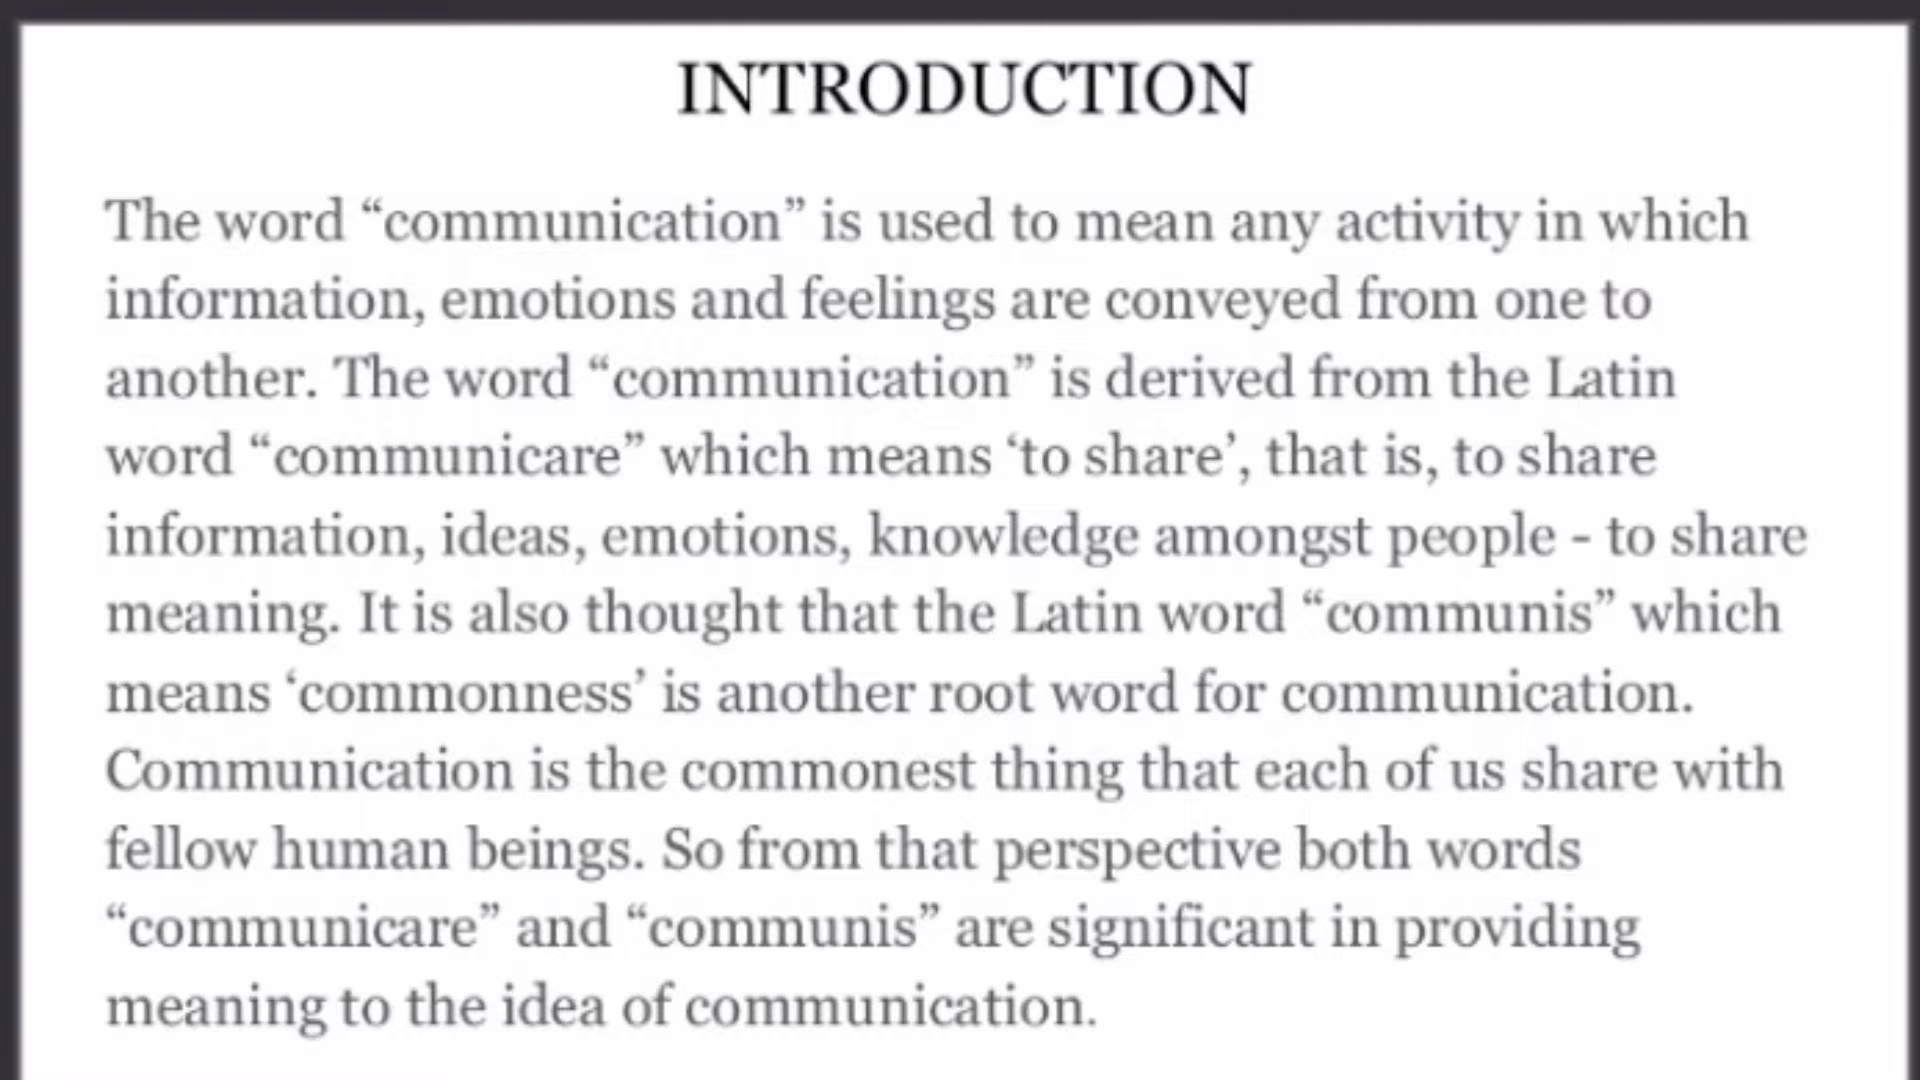 INTRODUCTION
The word “communication” is used to mean any activity in which
information, emotions and feelings are conveyed from one to
another. The word “communication” is derived from the Latin
word “communicare” which means ‘to share’, that is, to share
information, ideas, emotions, knowledge amongst people - to share
meaning. It is also thought that the Latin word “communis” which
means ‘commonness’ is another root word for communication.
Communication is the commonest thing that each of us share with
fellow human beings. So from that perspective both words
“communicare” and “communis” are significant in providing
meaning to the idea of communication.